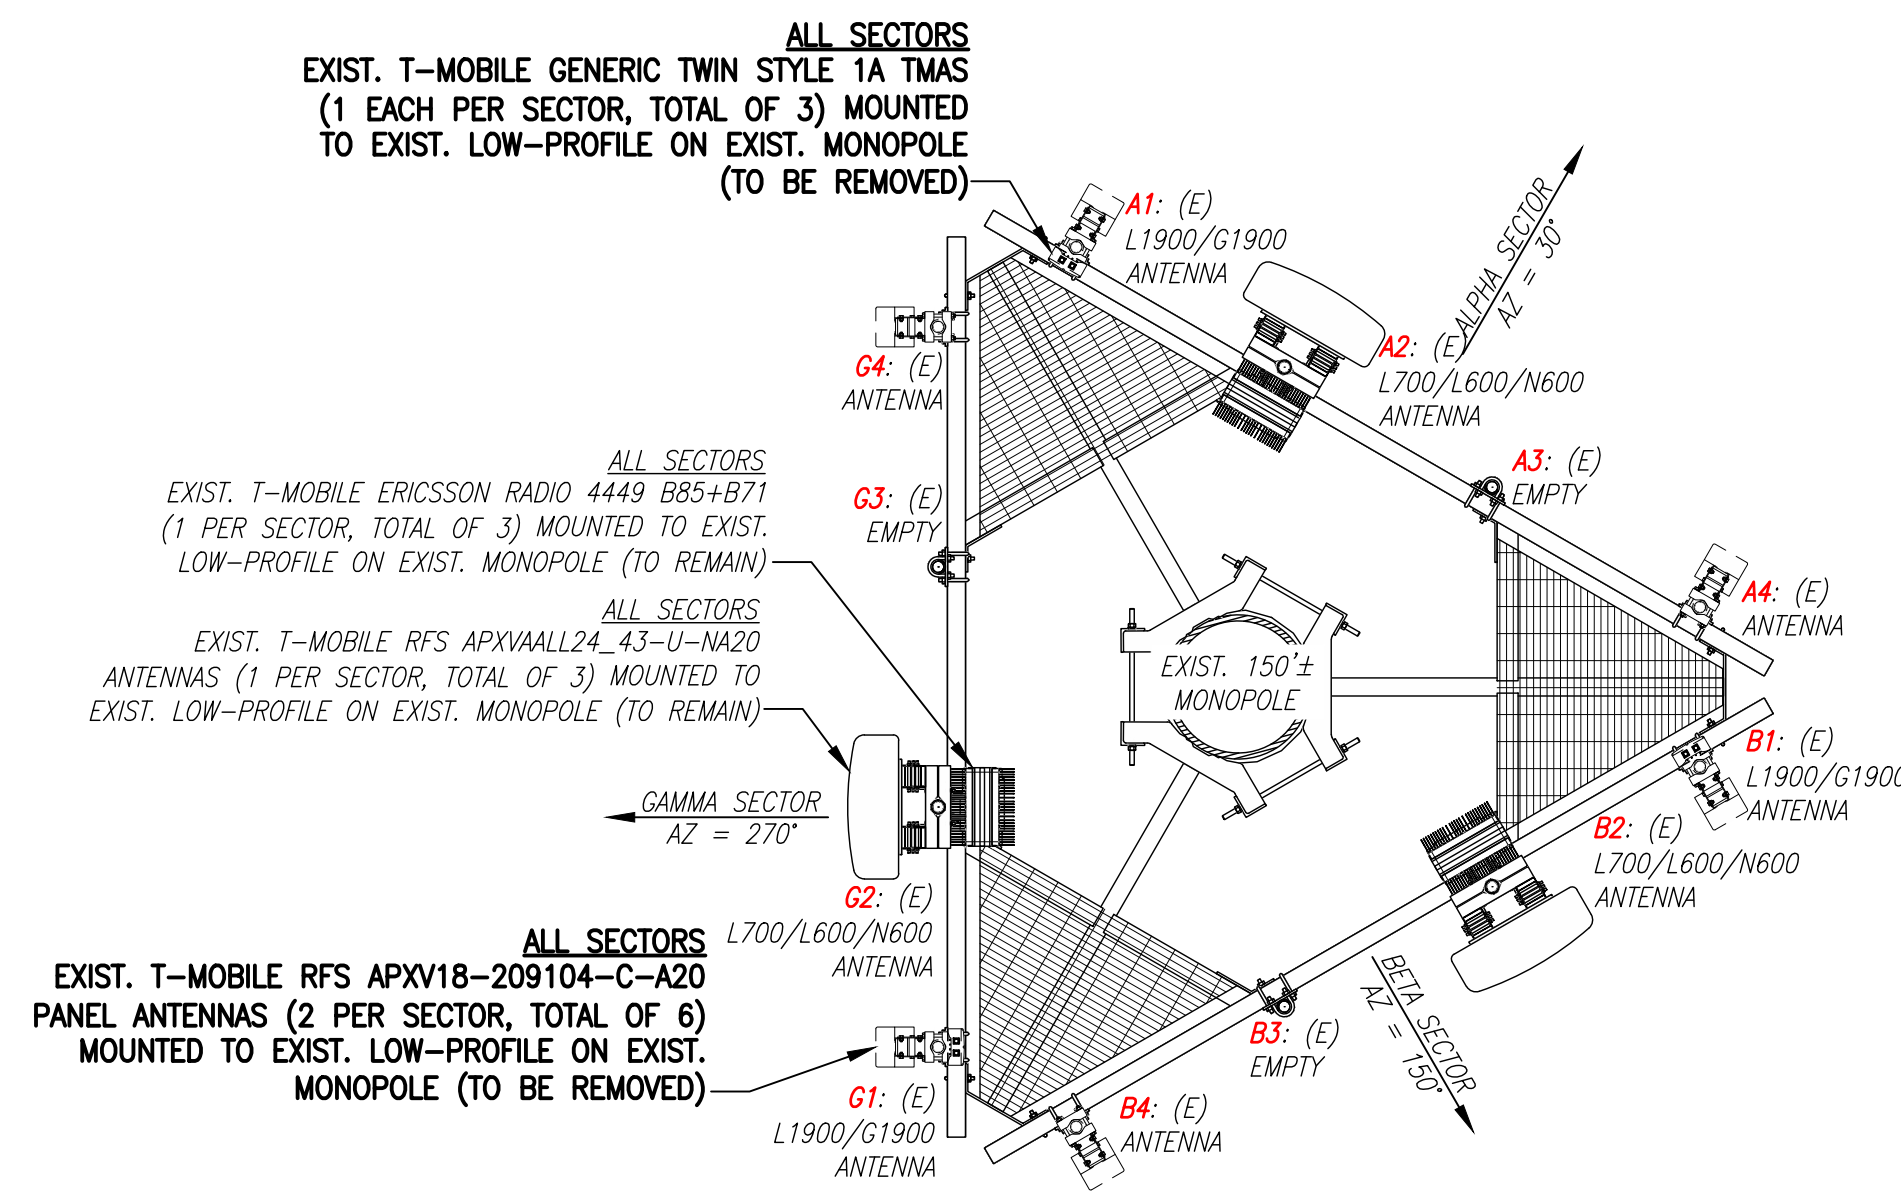 ALL SECTORS
EXIST. T-MOBILE GENERIC TWIN STYLE 1A TMAS
(1 EACH PER SECTOR, TOTAL OF 3) MOUNTED
TO EXIST. LOW-PROFILE ON EXIST. MONOPOLE
(TO BE REMOVED)
A1: (E)
L1900/G1900
ANTENNA
ALPHA SECTOR
AZ = 30°
A2: (E)
L700/L600/N600
ANTENNA
G4: (E)
ANTENNA
ALL SECTORS
EXIST. T-MOBILE ERICSSON RADIO 4449 B85+B71
(1 PER SECTOR, TOTAL OF 3) MOUNTED TO EXIST.
LOW-PROFILE ON EXIST. MONOPOLE (TO REMAIN)
G3: (E)
EMPTY
A3: (E)
EMPTY
A4: (E)
ANTENNA
ALL SECTORS
EXIST. T-MOBILE RFS APXVAALL24_43-U-NA20
ANTENNAS (1 PER SECTOR, TOTAL OF 3) MOUNTED TO
EXIST. LOW-PROFILE ON EXIST. MONOPOLE (TO REMAIN)
EXIST. 150'±
MONOPOLE
B1: (E)
L1900/G1900
ANTENNA
GAMMA SECTOR
AZ = 270°
B2: (E)
L700/L600/N600
ANTENNA
G2: (E)
L700/L600/N600
ANTENNA
ALL SECTORS
EXIST. T-MOBILE RFS APXV18-209104-C-A20
PANEL ANTENNAS (2 PER SECTOR, TOTAL OF 6)
MOUNTED TO EXIST. LOW-PROFILE ON EXIST.
MONOPOLE (TO BE REMOVED)
BETA SECTOR
AZ = 150°
B3: (E)
EMPTY
G1: (E)
L1900/G1900
ANTENNA
B4: (E)
ANTENNA